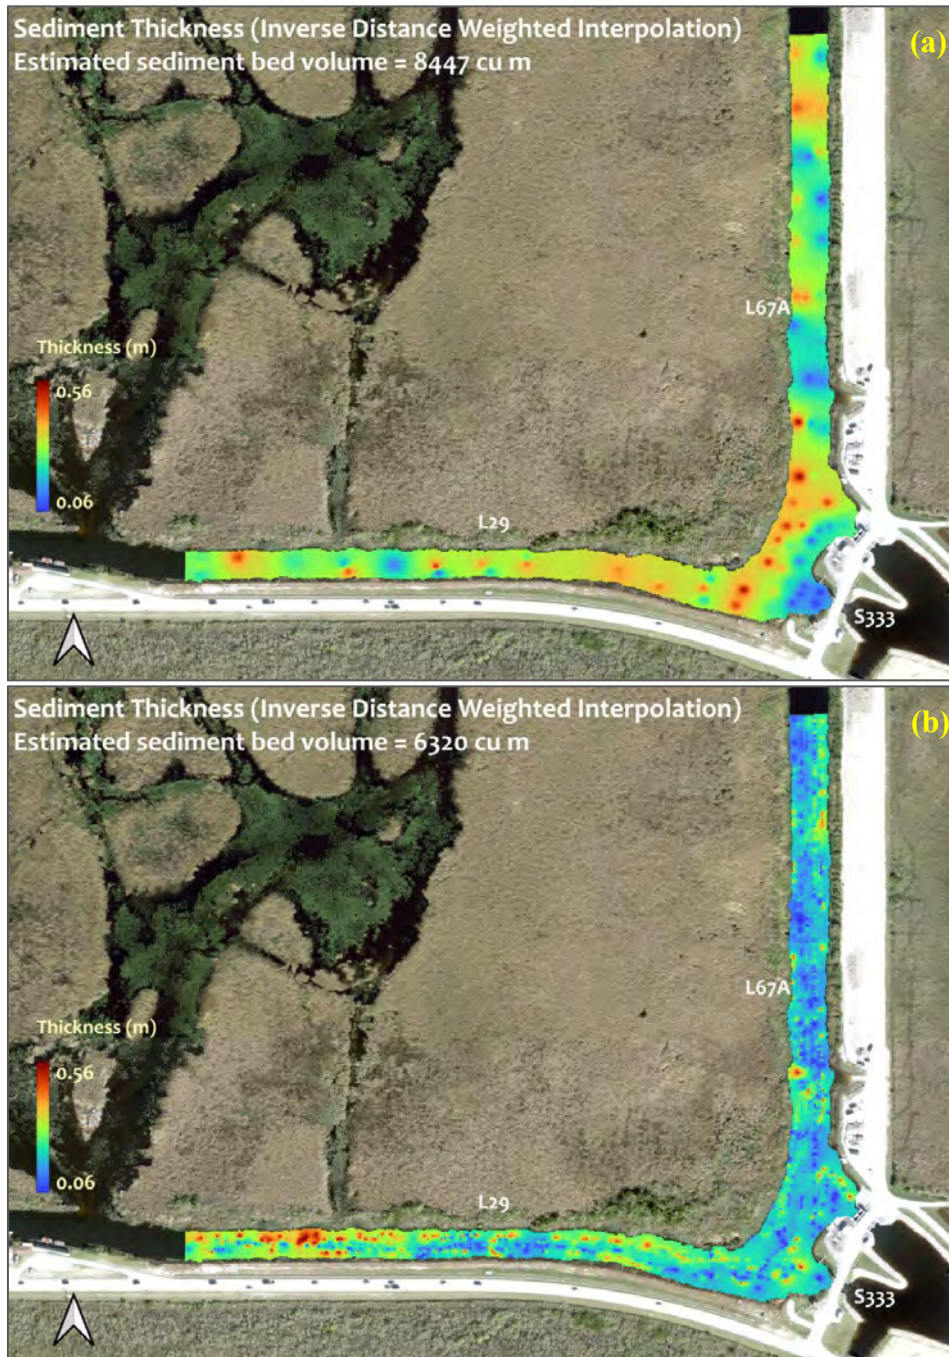 Sediment Thickness (Inverse Distance Weighted Interpolation)
(a)
Estimated sediment bed volume = 8447 cu m
L67A
Thickness (m)
0.56
0.06
L29
S333
Sediment Thickness (Inverse Distance Weighted Interpolation)
(b)
Estimated sediment bed volume = 6320 cu m
L67A
Thickness (m)
0.56
0.06
L29
S333